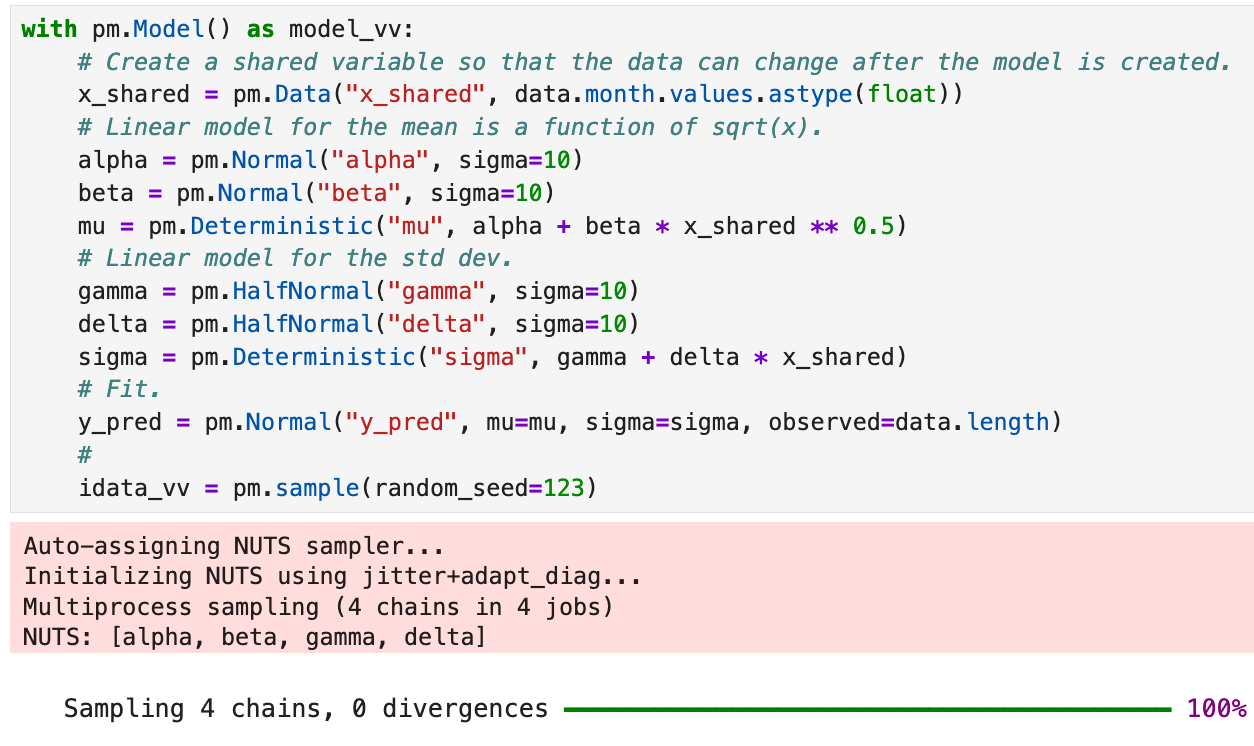 with pm.Model() as model_vv:
    # Create a shared variable so that the data can change after the model is created.
    x_shared = pm.Data("x_shared", data.month.values.astype(float))
    # Linear model for the mean is a function of sqrt(x).
    alpha = pm.Normal("alpha", sigma=10)
    beta = pm.Normal("beta", sigma=10)
    mu = pm.Deterministic("mu", alpha + beta * x_shared ** 0.5)
    # Linear model for the std dev.
    gamma = pm.HalfNormal("gamma", sigma=10)
    delta = pm.HalfNormal("delta", sigma=10)
    sigma = pm.Deterministic("sigma", gamma + delta * x_shared)
    # Fit.
    y_pred = pm.Normal("y_pred", mu=mu, sigma=sigma, observed=data.length)
    #
    idata_vv = pm.sample(random_seed=123)
Auto-assigning NUTS sampler...
Initializing NUTS using jitter+adapt_diag...
Multiprocess sampling (4 chains in 4 jobs)
NUTS: [alpha, beta, gamma, delta]
Sampling 4 chains, 0 divergences 100%